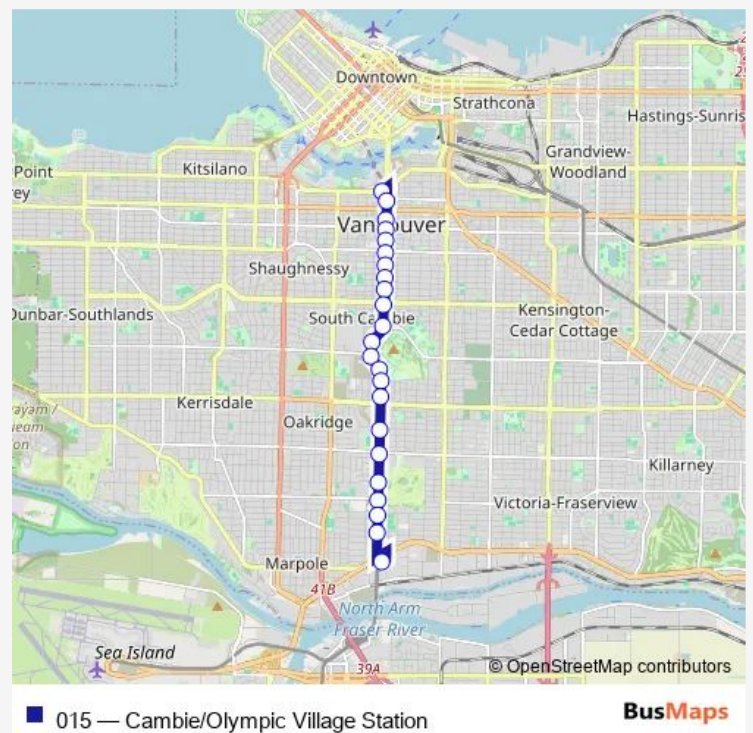 Downtown
Strathcona
Hastings-Sunris
Grandview-
Woodland
Point
ey
Kitsilano
Vancouver
Shaughnessy
Dunbar-Southlands
South Cambie
Kensington-
Cedar Cottage
Kerrisdale
Oakridge
Killarney
Victoria-Fraserview
Marpole
41B
North Arm
Fraser River
Sea Island
39A
© OpenStreetMap contributors
015 — Cambie/Olympic Village Station
BusMaps